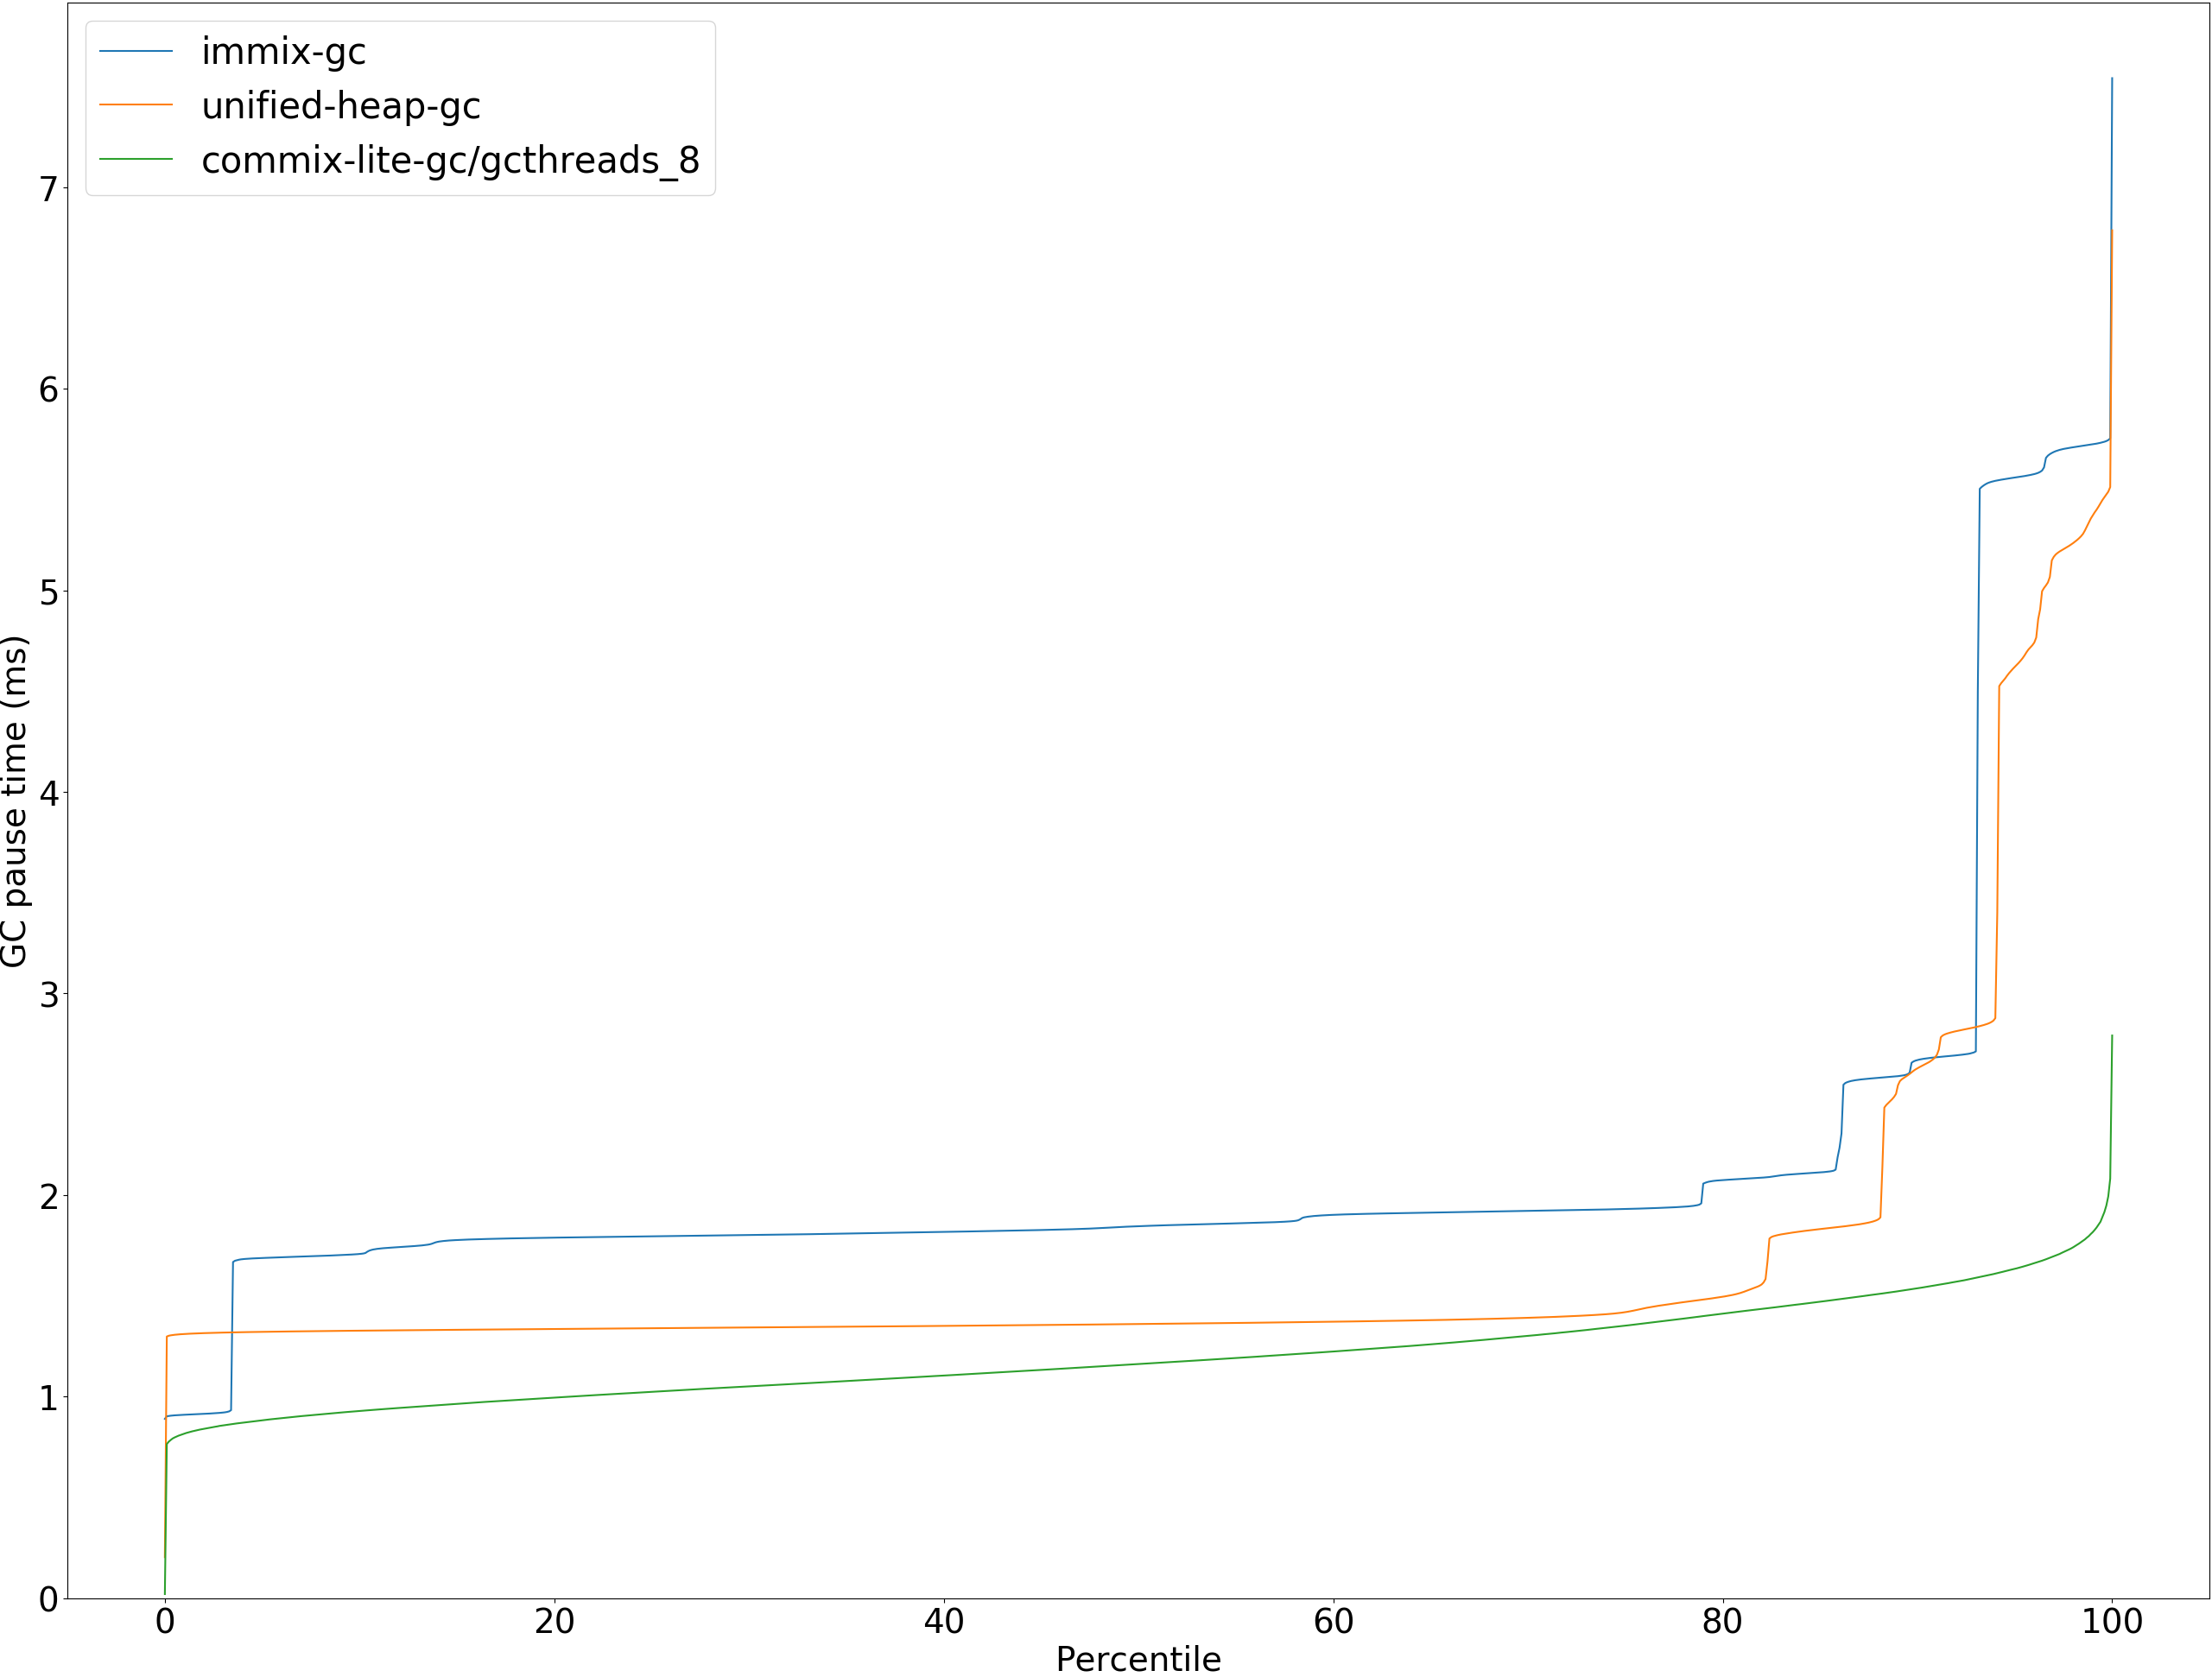 immix-gc
unified-heap-gc
commix-lite-gc/gcthreads_8
GC pause time (ms)
7
6
5
4
3
2
1
0
0 20 40 60 80 100
Percentile